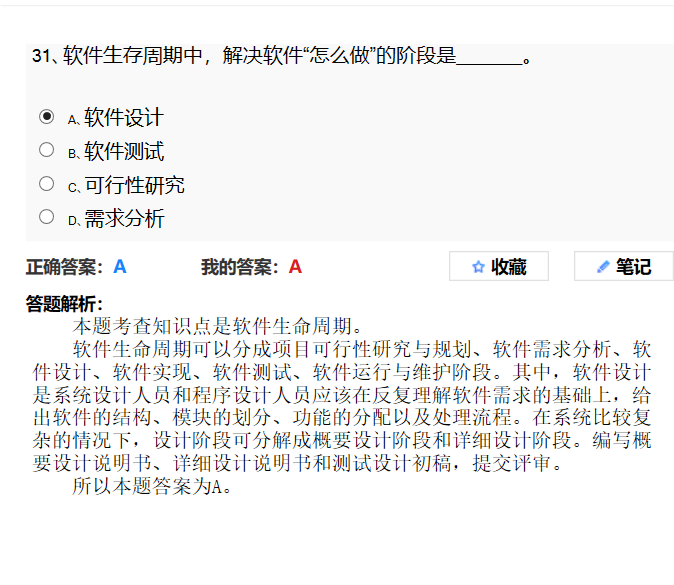 31、软件生存周期中，解决软件“怎么做”的阶段是_______。
A、软件设计
B、软件测试
C、可行性研究
D、需求分析
正确答案：A 我的答案：A 收藏 笔记
答题解析：
本题考查知识点是软件生命周期。
软件生命周期可以分成项目可行性研究与规划、软件需求分析、软
件设计、软件实现、软件测试、软件运行与维护阶段。其中，软件设计
是系统设计人员和程序设计人员应该在反复理解软件需求的基础上，给
出软件的结构、模块的划分、功能的分配以及处理流程。在系统比较复
杂的情况下，设计阶段可分解成概要设计阶段和详细设计阶段。编写概
要设计说明书、详细设计说明书和测试设计初稿，提交评审。
所以本题答案为A。